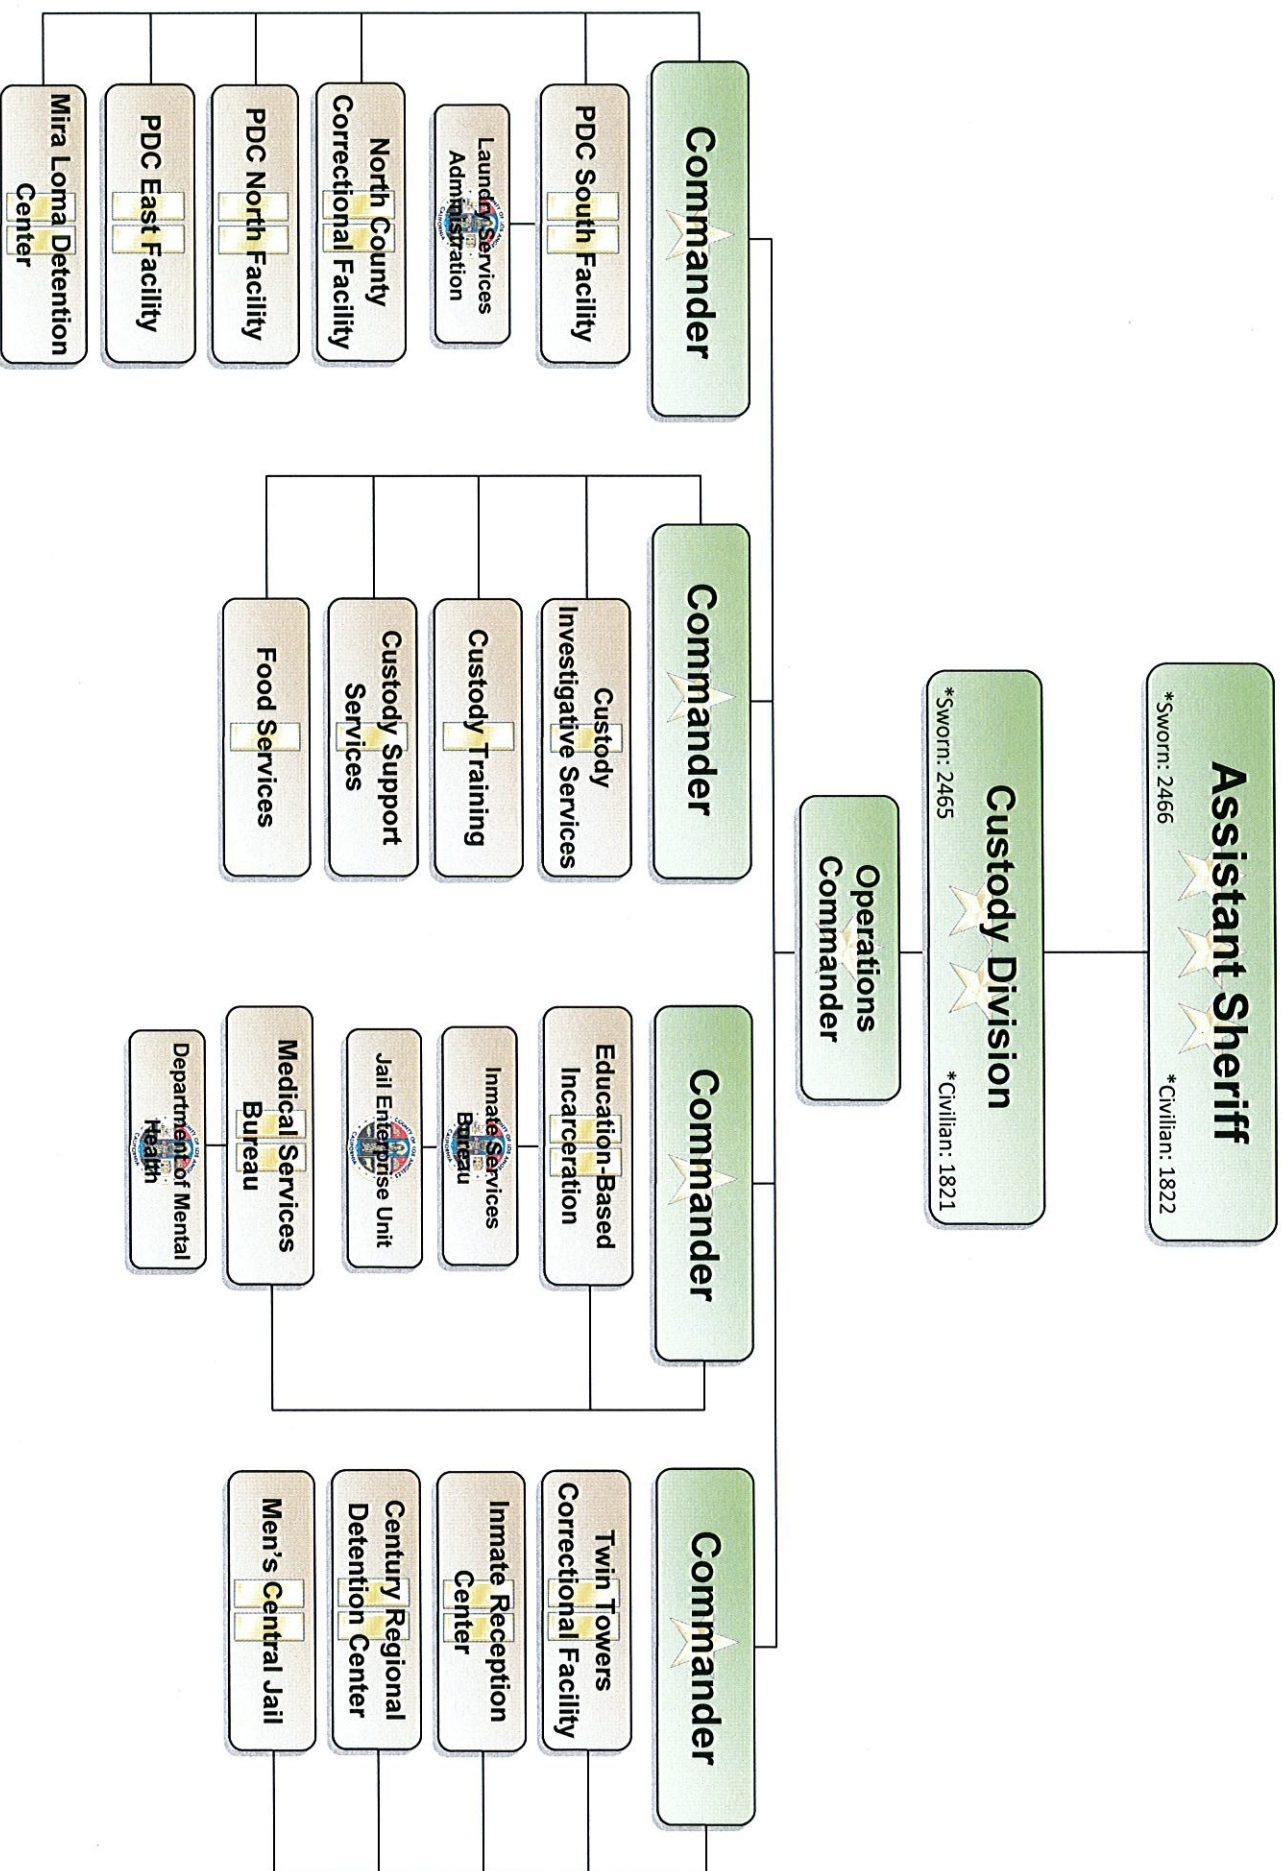 Assistant Sheriff
*Sworn: 2466
*Civilian: 1822
Custody Division
*Sworn: 2465
*Civilian: 1821
Operations
Commander
Commander
PDC South Facility
Laundry Services
Administration
North County
Correctional Facility
PDC North Facility
PDC East Facility
Mira Loma Detention
Center
Commander
Custody
Investigative Services
Custody Training
Custody Support
Services
Food Services
Commander
Education-Based
Incarceration
Inmate Services
Bureau
Jail Enterprise Unit
Medical Services
Bureau
Department of Mental
Health
Commander
Twin Towers
Correctional Facility
Inmate Reception
Center
Century Regional
Detention Center
Men's Central Jail